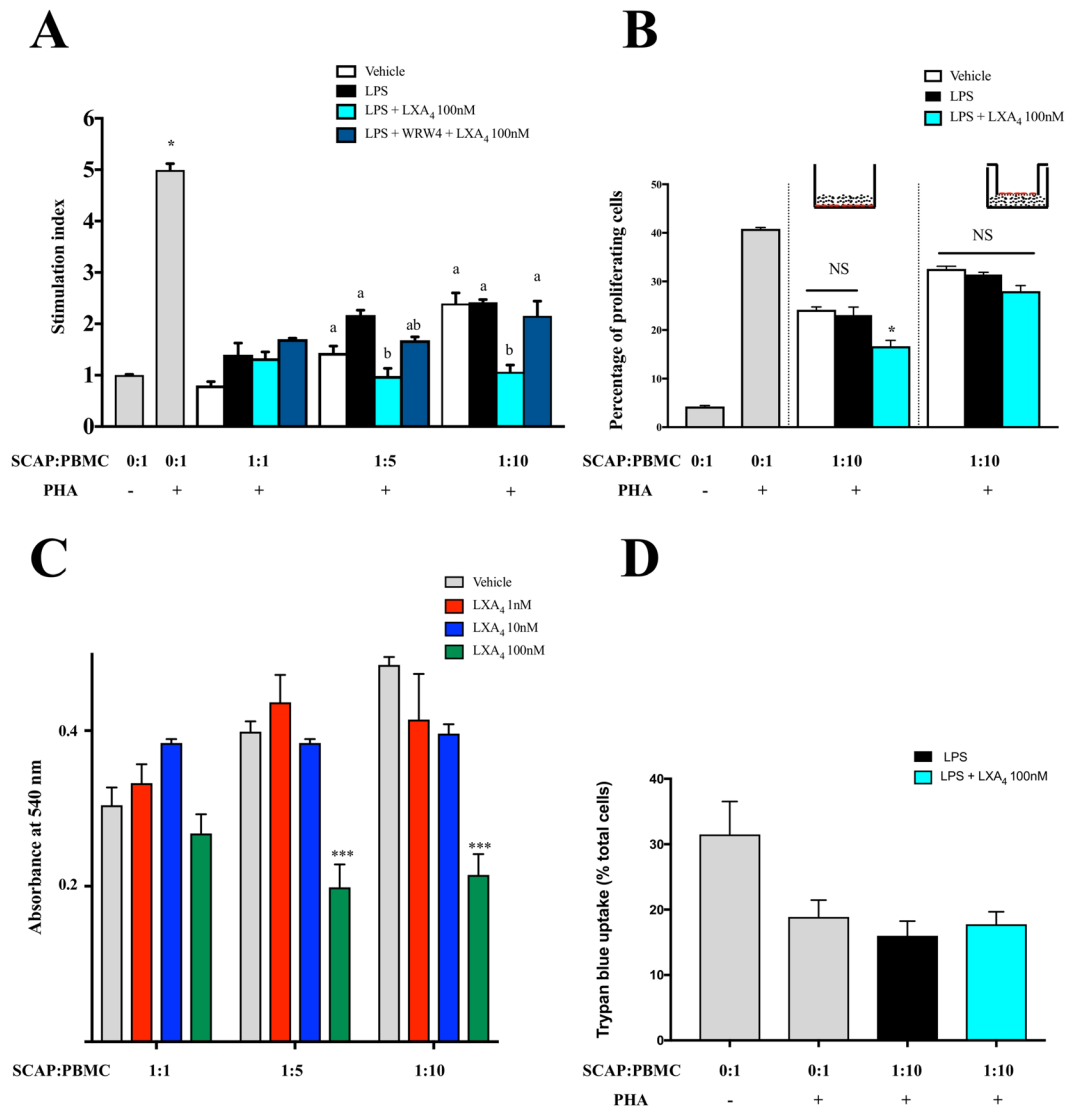 A
Vehicle
LPS
LPS + LXA4 100nM
LPS + WRW4 + LXA4 100nM
Stimulation index
6
5
4
3
2
1
0
*
a
a
b
ab
a
a
b
a
SCAP:PBMC 0:1 0:1 1:1 1:5 1:10
PHA - + + + +
B
Vehicle
LPS
LPS + LXA4 100nM
Percentage of proliferating cells
50
40
30
20
10
0
NS
*
NS
0:1 0:1 1:10 1:10
PHA - + + +
C
Vehicle
LXA4 1nM
LXA4 10nM
LXA4 100nM
Absorbance at 540 nm
0.4
0.2
***
***
SCAP:PBMC 1:1 1:5 1:10
D
LPS
LPS + LXA4 100nM
Trypan blue uptake (% total cells)
40
30
20
10
0
SCAP:PBMC 0:1 0:1 1:10 1:10
PHA - + + +